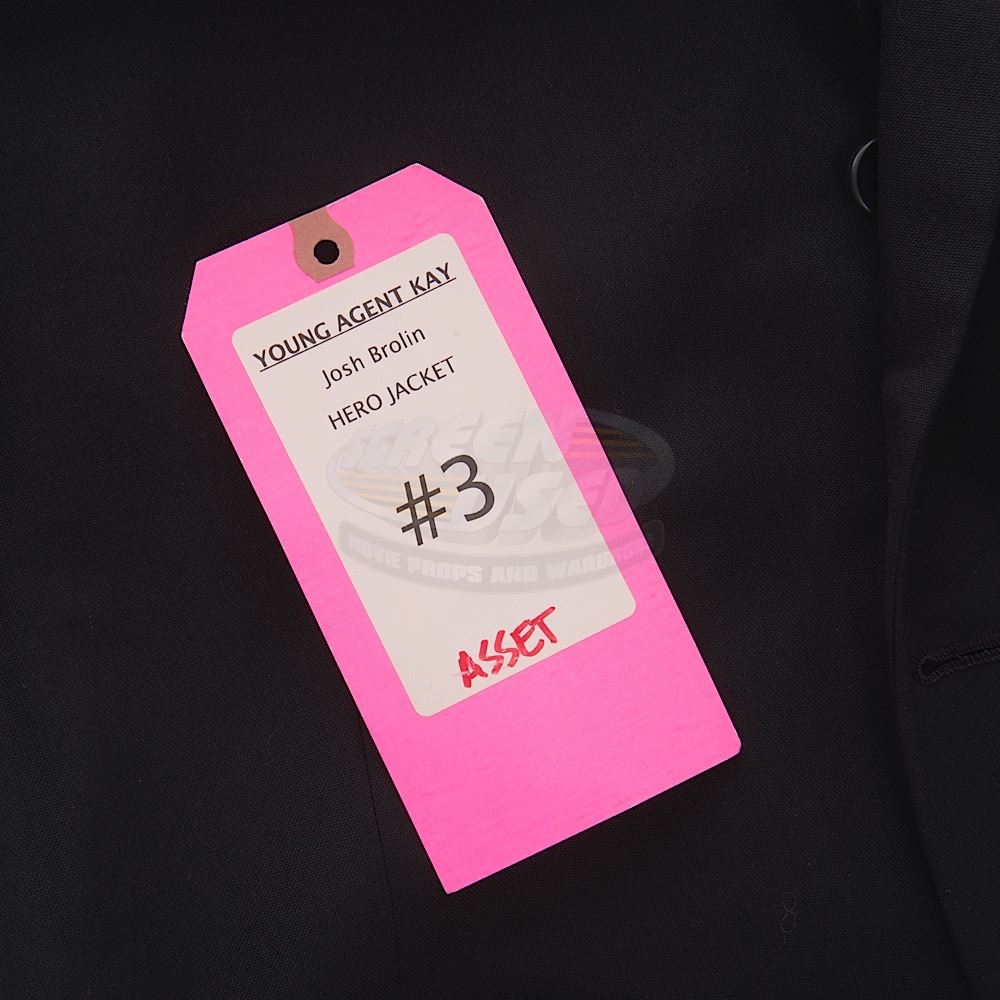 YOUNG AGENT KAY
Josh Brolin
HERO JACKET
#3
SCREEN
USED
MOVIE PROPS AND WARDROBE
ASSET